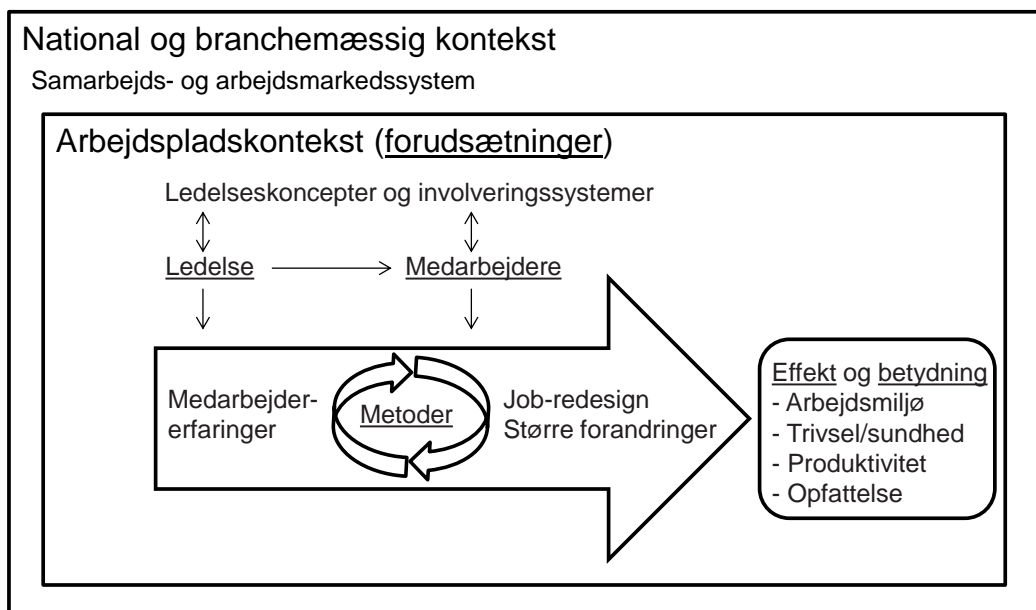 National og branchemæssig kontekst
Samarbejds- og arbejdsmarkedssystem
Arbejdspladskontekst (forudsætninger)
Ledelseskoncepter og involveringssystemer
Ledelse
Medarbejdere
Medarbejder-
erfaringer
Metoder
Job-redesign
Større forandringer
Effekt og betydning
- Arbejdsmiljø
- Trivsel/sundhed
- Produktivitet
- Opfattelse